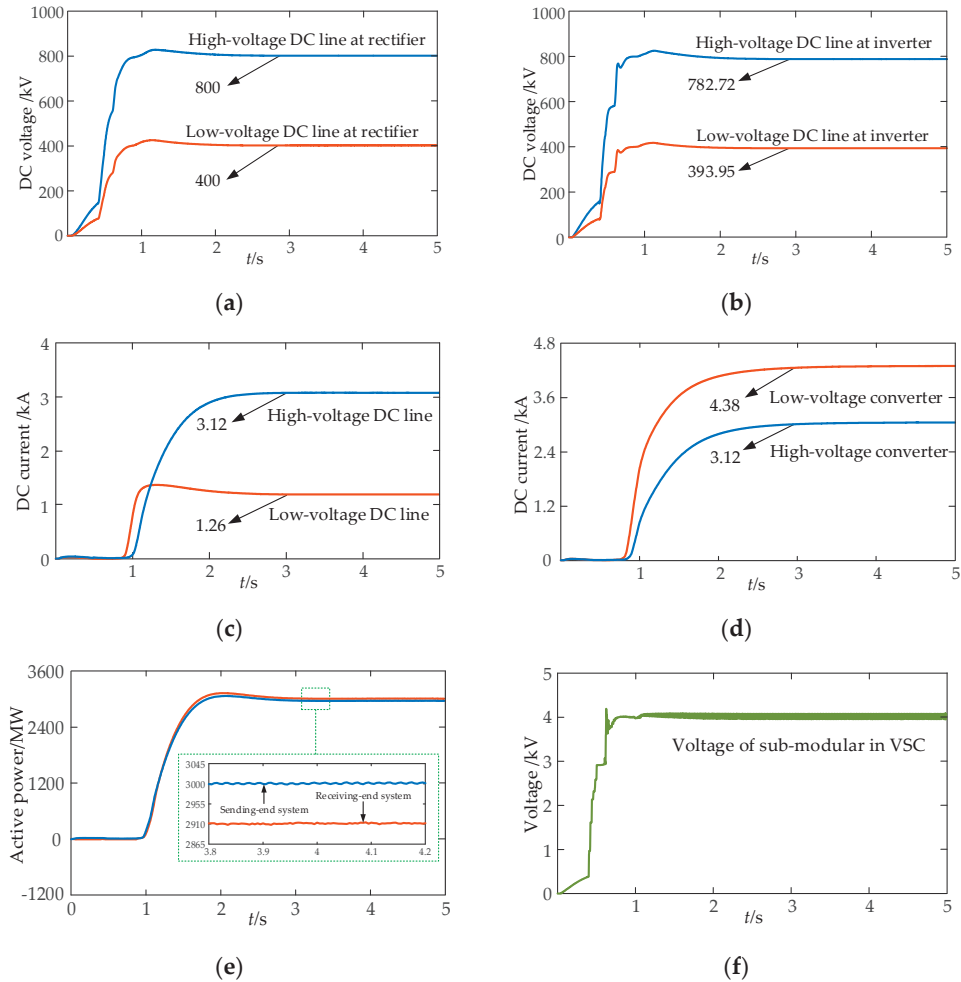 1000
800
600
400
200
0
DC voltage /kV
High-voltage DC line at rectifier
800
Low-voltage DC line at rectifier
400
1 2 3 4 5
t/s
(a)
1000
800
600
400
200
0
DC voltage /kV
High-voltage DC line at inverter
782.72
Low-voltage DC line at inverter
393.95
1 2 3 4 5
t/s
(b)
4
3
2
1
0
DC current /kA
3.12
High-voltage DC line
1.26
Low-voltage DC line
1 2 3 4 5
t/s
(c)
4.8
3.6
2.4
1.2
0
DC current /kA
4.38
Low-voltage converter
3.12
High-voltage converter
1 2 3 4 5
t/s
(d)
3600
2400
1200
0
-1200
Active power/MW
3045
3000
2955
2910
2865
Sending-end system
Receiving-end system
3.8 3.9 4 4.1 4.2
0 1 2 3 4 5
t/s
(e)
5
4
3
2
1
0
Voltage /kV
Voltage of sub-modular in VSC
1 2 3 4 5
t/s
(f)